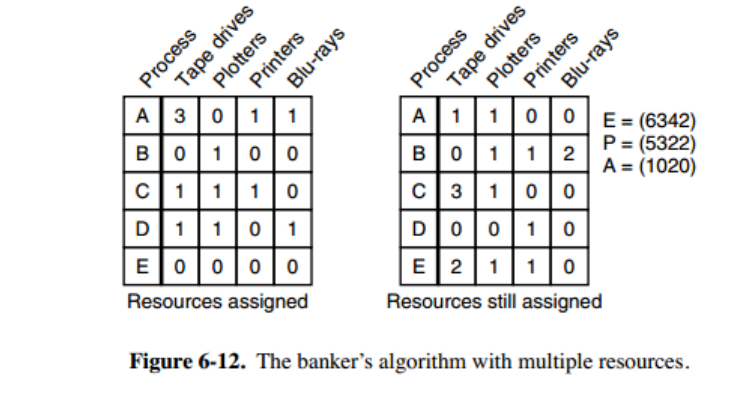 Process Tape drives Plotters Printers Blu-rays
A 3 0 1 1
B 0 1 0 0
C 1 1 1 0
D 1 1 0 1
E 0 0 0 0
Resources assigned
Process Tape drives Plotters Printers Blu-rays
A 1 1 0 0
B 0 1 1 2
C 3 1 0 0
D 0 0 1 0
E 2 1 1 0
Resources still assigned
E = (6342)
P = (5322)
A = (1020)
Figure 6-12. The banker’s algorithm with multiple resources.